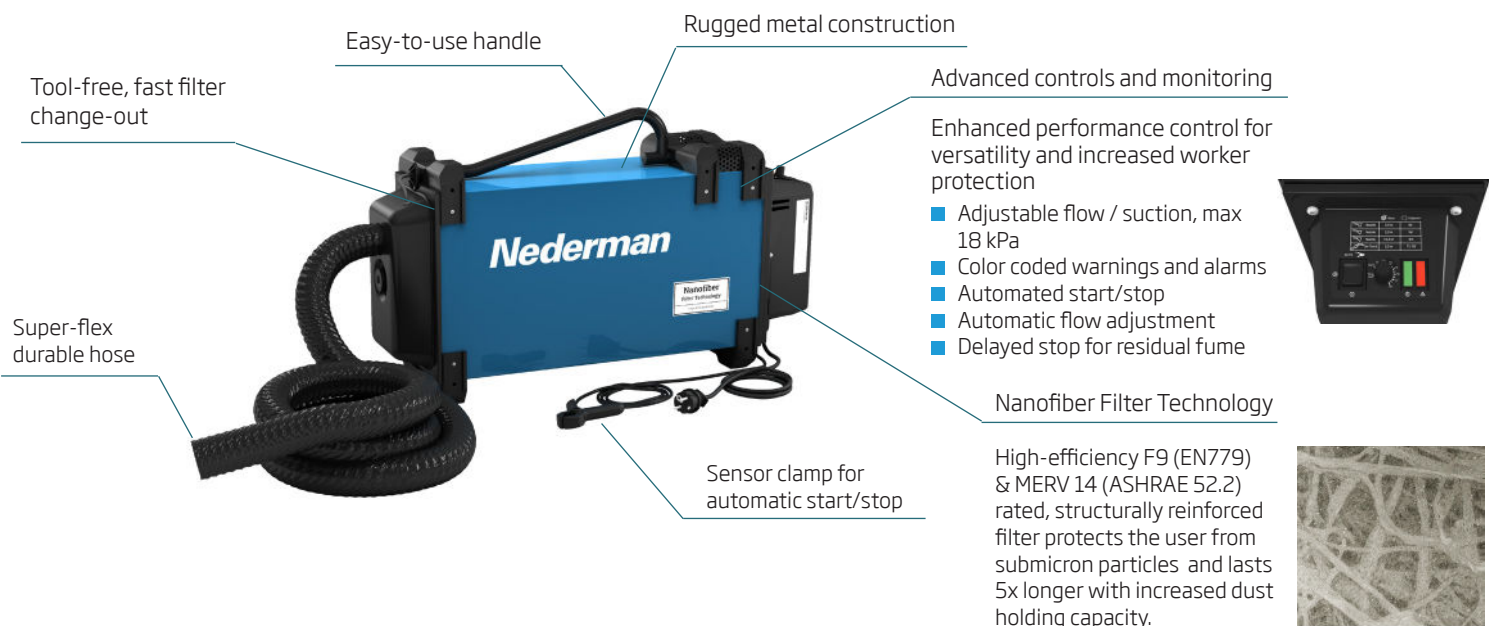 Rugged metal construction
Easy-to-use handle
Tool-free, fast filter
change-out
Advanced controls and monitoring
Enhanced performance control for
versatility and increased worker
protection
Adjustable flow / suction, max
18 kPa
Color coded warnings and alarms
Automated start/stop
Automatic flow adjustment
Delayed stop for residual fume
Nederman
Nanofiber
Filter Technology
Super-flex
durable hose
Sensor clamp for
automatic start/stop
Nanofiber Filter Technology
High-efficiency F9 (EN779)
& MERV 14 (ASHRAE 52.2)
rated, structurally reinforced
filter protects the user from
submicron particles and lasts
5x longer with increased dust
holding capacity.